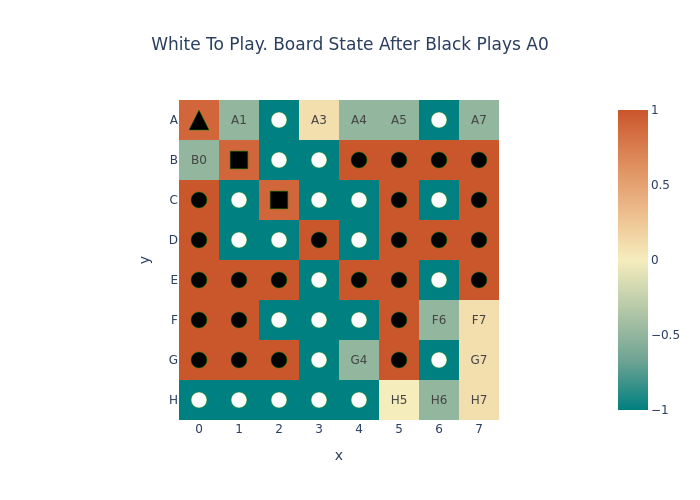 White To Play. Board State After Black Plays A0
A A1 A3 A4 A5 A7
B B0
C
D
E
F F6 F7
G G4 G7
H H5 H6 H7
0 1 2 3 4 5 6 7
x
y
1
0.5
0
−0.5
−1